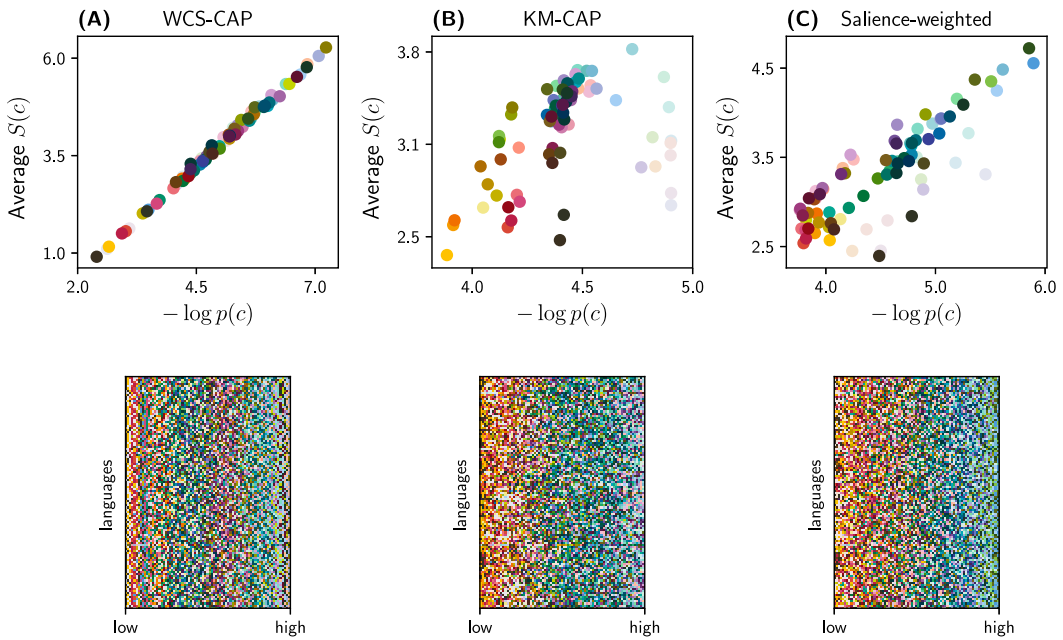 (A) WCS-CAP
Average S(c)
6.0
3.5
1.0
2.0 4.5 7.0
− log p(c)
(B) KM-CAP
Average S(c)
3.8
3.1
2.5
4.0 4.5 5.0
− log p(c)
(C) Salience-weighted
Average S(c)
4.5
3.5
2.5
4.0 5.0 6.0
− log p(c)
languages
low high
languages
low high
languages
low high